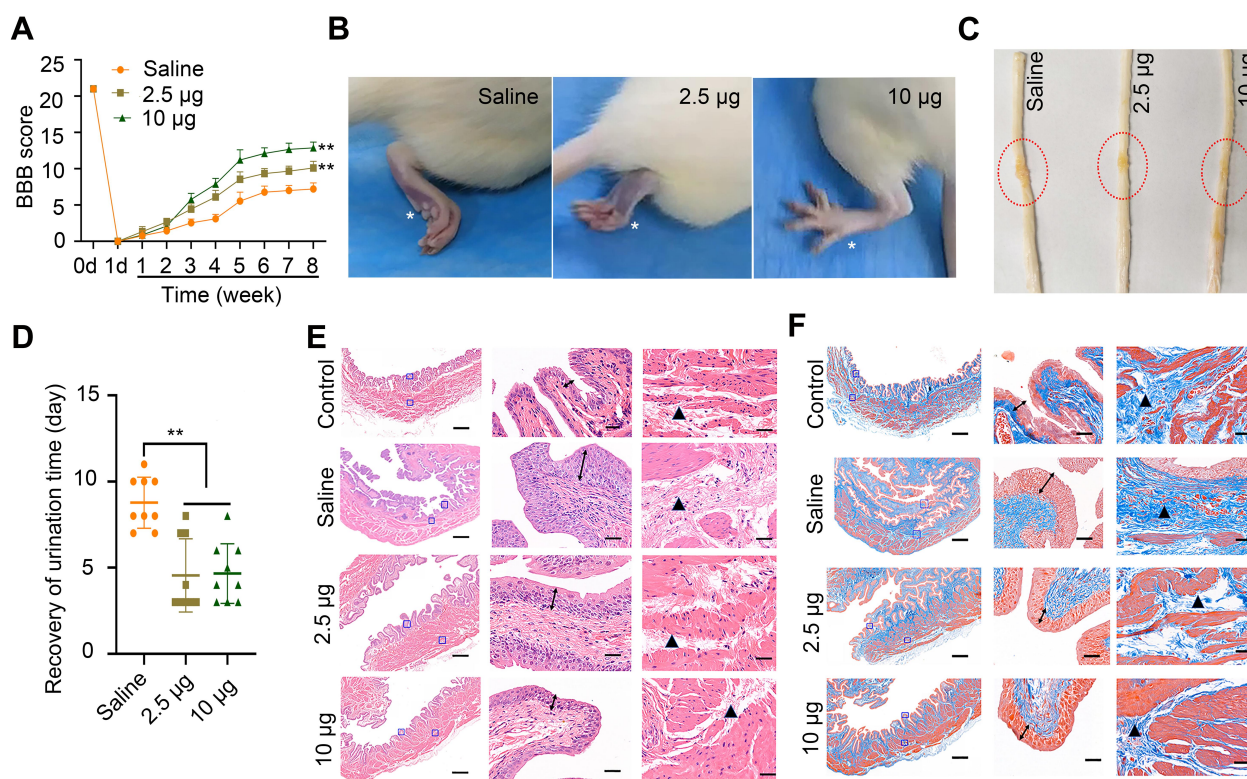 A
25
20
15
10
5
0
BBB score
Saline
2.5 µg
10 µg
**
**
0d 1d 1 2 3 4 5 6 7 8
Time (week)
B
Saline
2.5 µg
10 µg
*
*
*
C
Saline
2.5 µg
10 µg
D
15
10
5
0
Recovery of urination time (day)
**
Saline
2.5 µg
10 µg
E
Control
Saline
2.5 µg
10 µg
F
Control
Saline
2.5 µg
10 µg